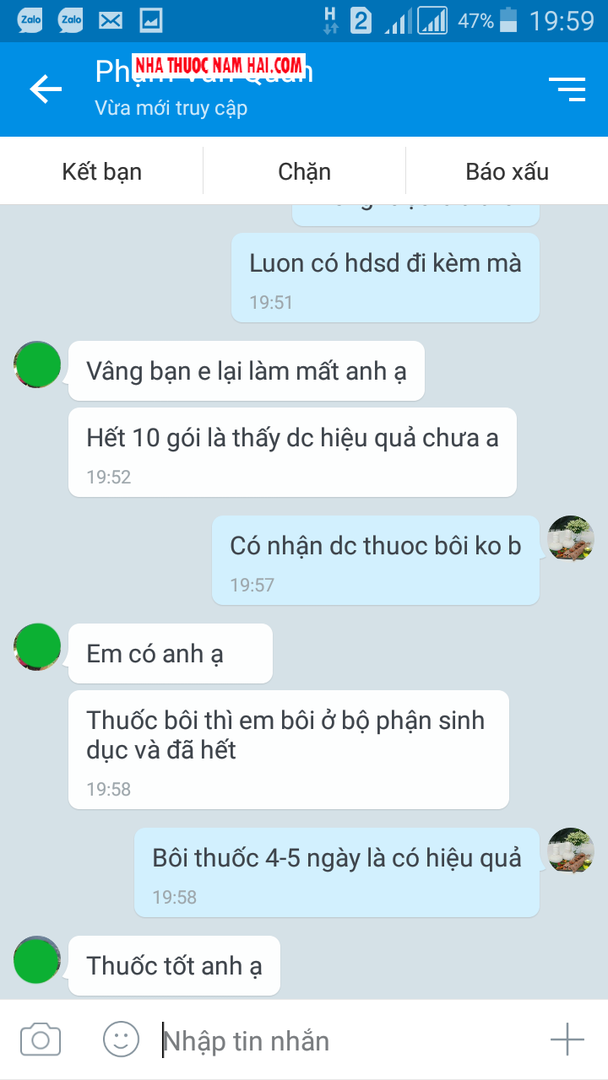 Zalo Zalo H 2 47% 19:59
NHA THUOC NAM HAI.COM
Vừa mới truy cập
Kết bạn Chặn Báo xấu
Luon có hdsd đi kèm mà
19:51
Vâng bạn e lại làm mất anh ạ
Hết 10 gói là thấy dc hiệu quả chưa a
19:52
Có nhận dc thuoc bôi ko b
19:57
Em có anh ạ
Thuốc bôi thì em bôi ở bộ phận sinh
dục và đã hết
19:58
Bôi thuốc 4-5 ngày là có hiệu quả
19:58
Thuốc tốt anh ạ
Nhập tin nhắn